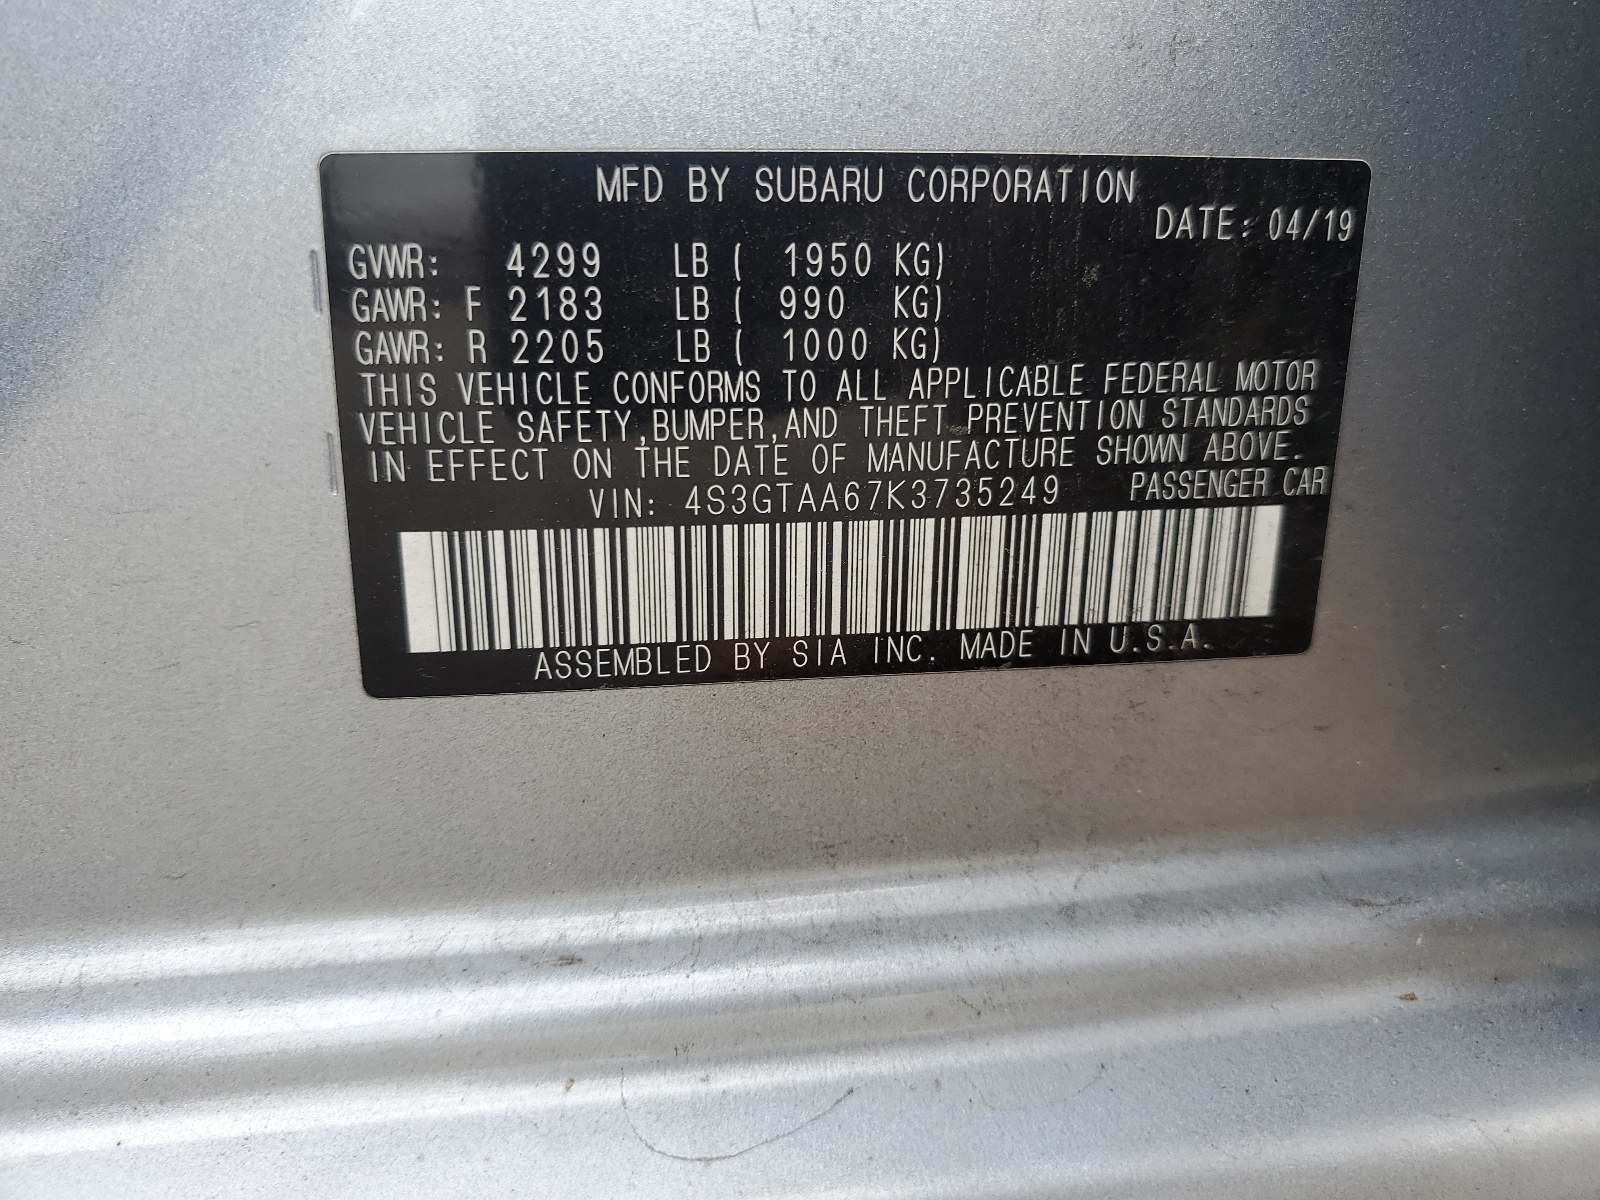 MFD BY SUBARU CORPORATION
DATE: 04/19
GVWR: 4299 LB ( 1950 KG)
GAWR: F 2183 LB ( 990 KG)
GAWR: R 2205 LB ( 1000 KG)
THIS VEHICLE CONFORMS TO ALL APPLICABLE FEDERAL MOTOR
VEHICLE SAFETY,BUMPER,AND THEFT PREVENTION STANDARDS
IN EFFECT ON THE DATE OF MANUFACTURE SHOWN ABOVE.
VIN: 4S3GTAA67K3735249 PASSENGER CAR
ASSEMBLED BY SIA INC. MADE IN U.S.A.